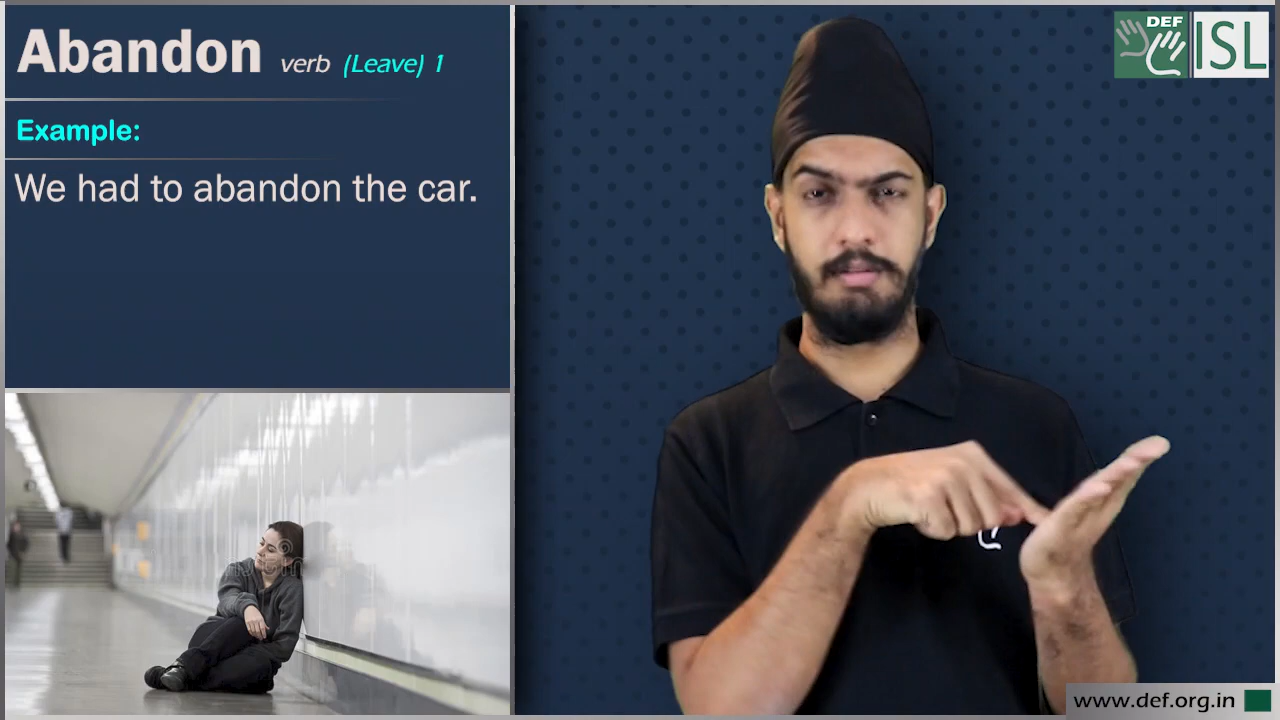 Abandon verb (Leave) 1
Example:
We had to abandon the car.
DEF
ISL
www.def.org.in